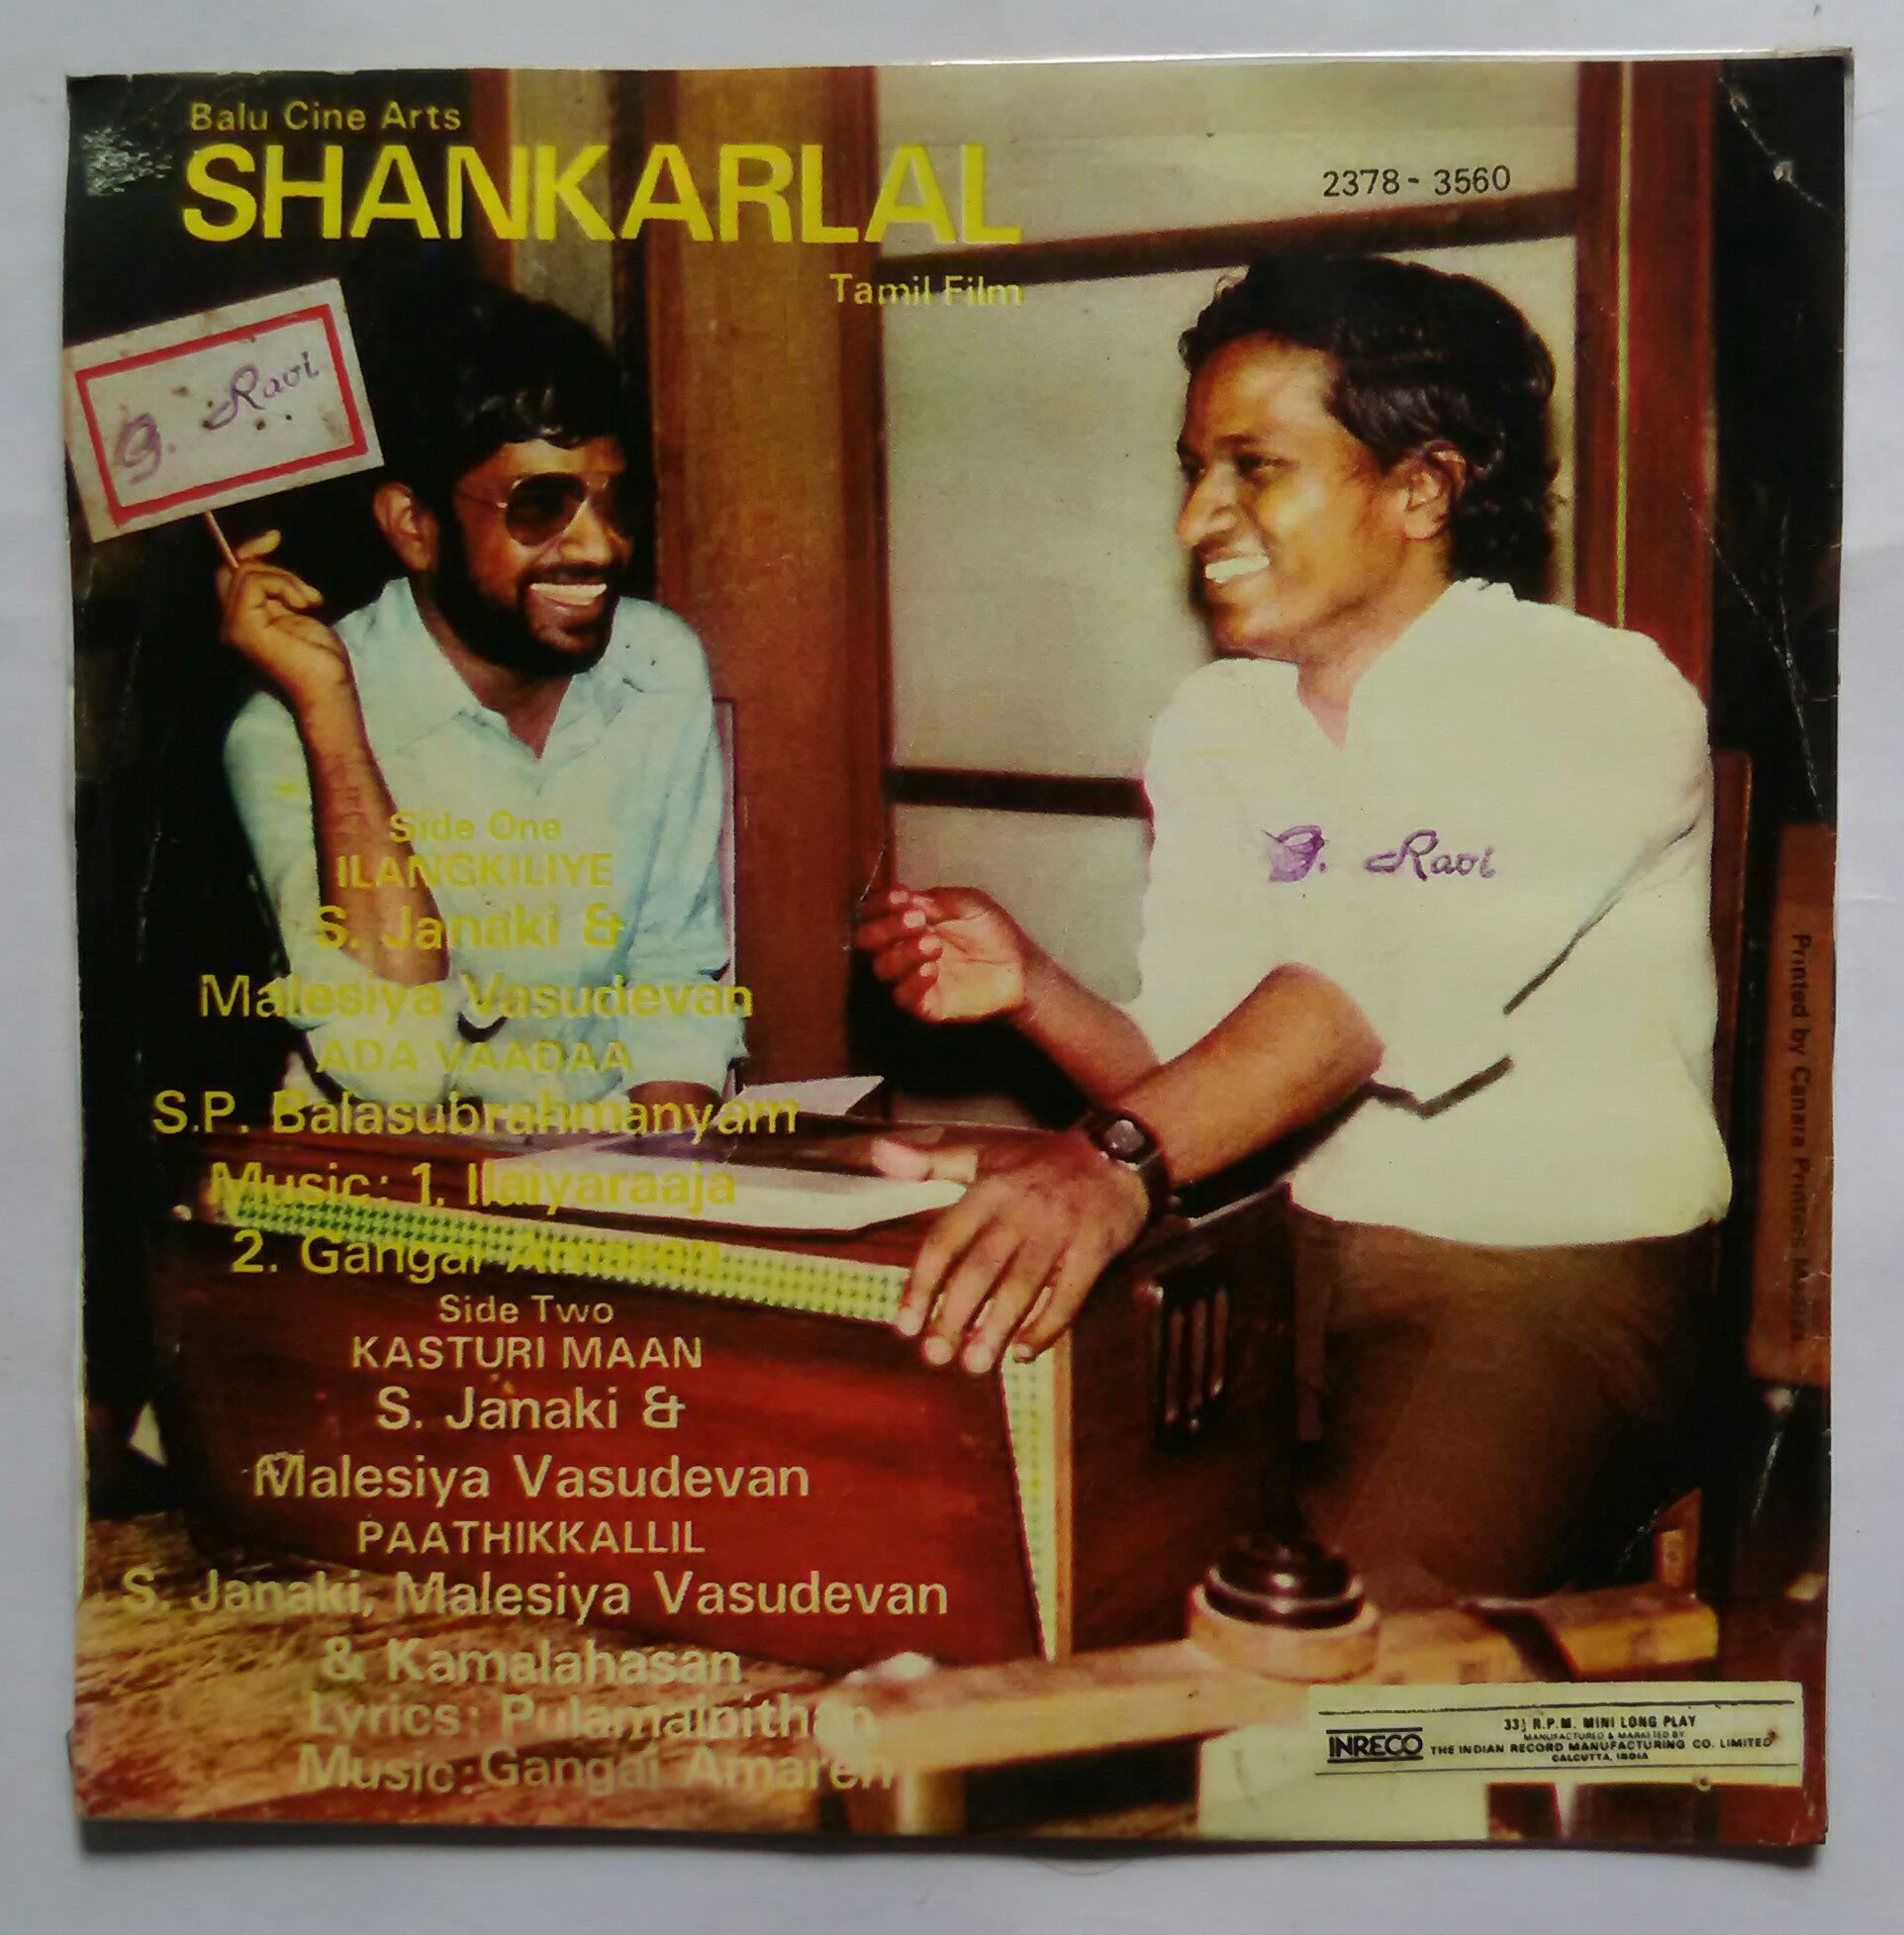 Balu Cine Arts
SHANKARLAL
2378 - 3560
Tamil Film
G. Ravi
Side One
ILANGKILIYE
S. Janaki &
Malesiya Vasudevan
ADA VAADAA
S.P. Balasubrahmanyam
Music: 1. Ilaiyaraaja
2. Gangai Amaren
Side Two
KASTURI MAAN
S. Janaki &
Malesiya Vasudevan
PAATHIKKALLIL
S. Janaki, Malesiya Vasudevan
& Kamalahasan
Lyrics: Pulamaipithan
Music: Gangai Amaren
G. Ravi
Printed by Canara Printers Madras
INRECO
33⅓ R.P.M. MINI LONG PLAY
MANUFACTURED & MARKETED BY
THE INDIAN RECORD MANUFACTURING CO. LIMITED
CALCUTTA, INDIA